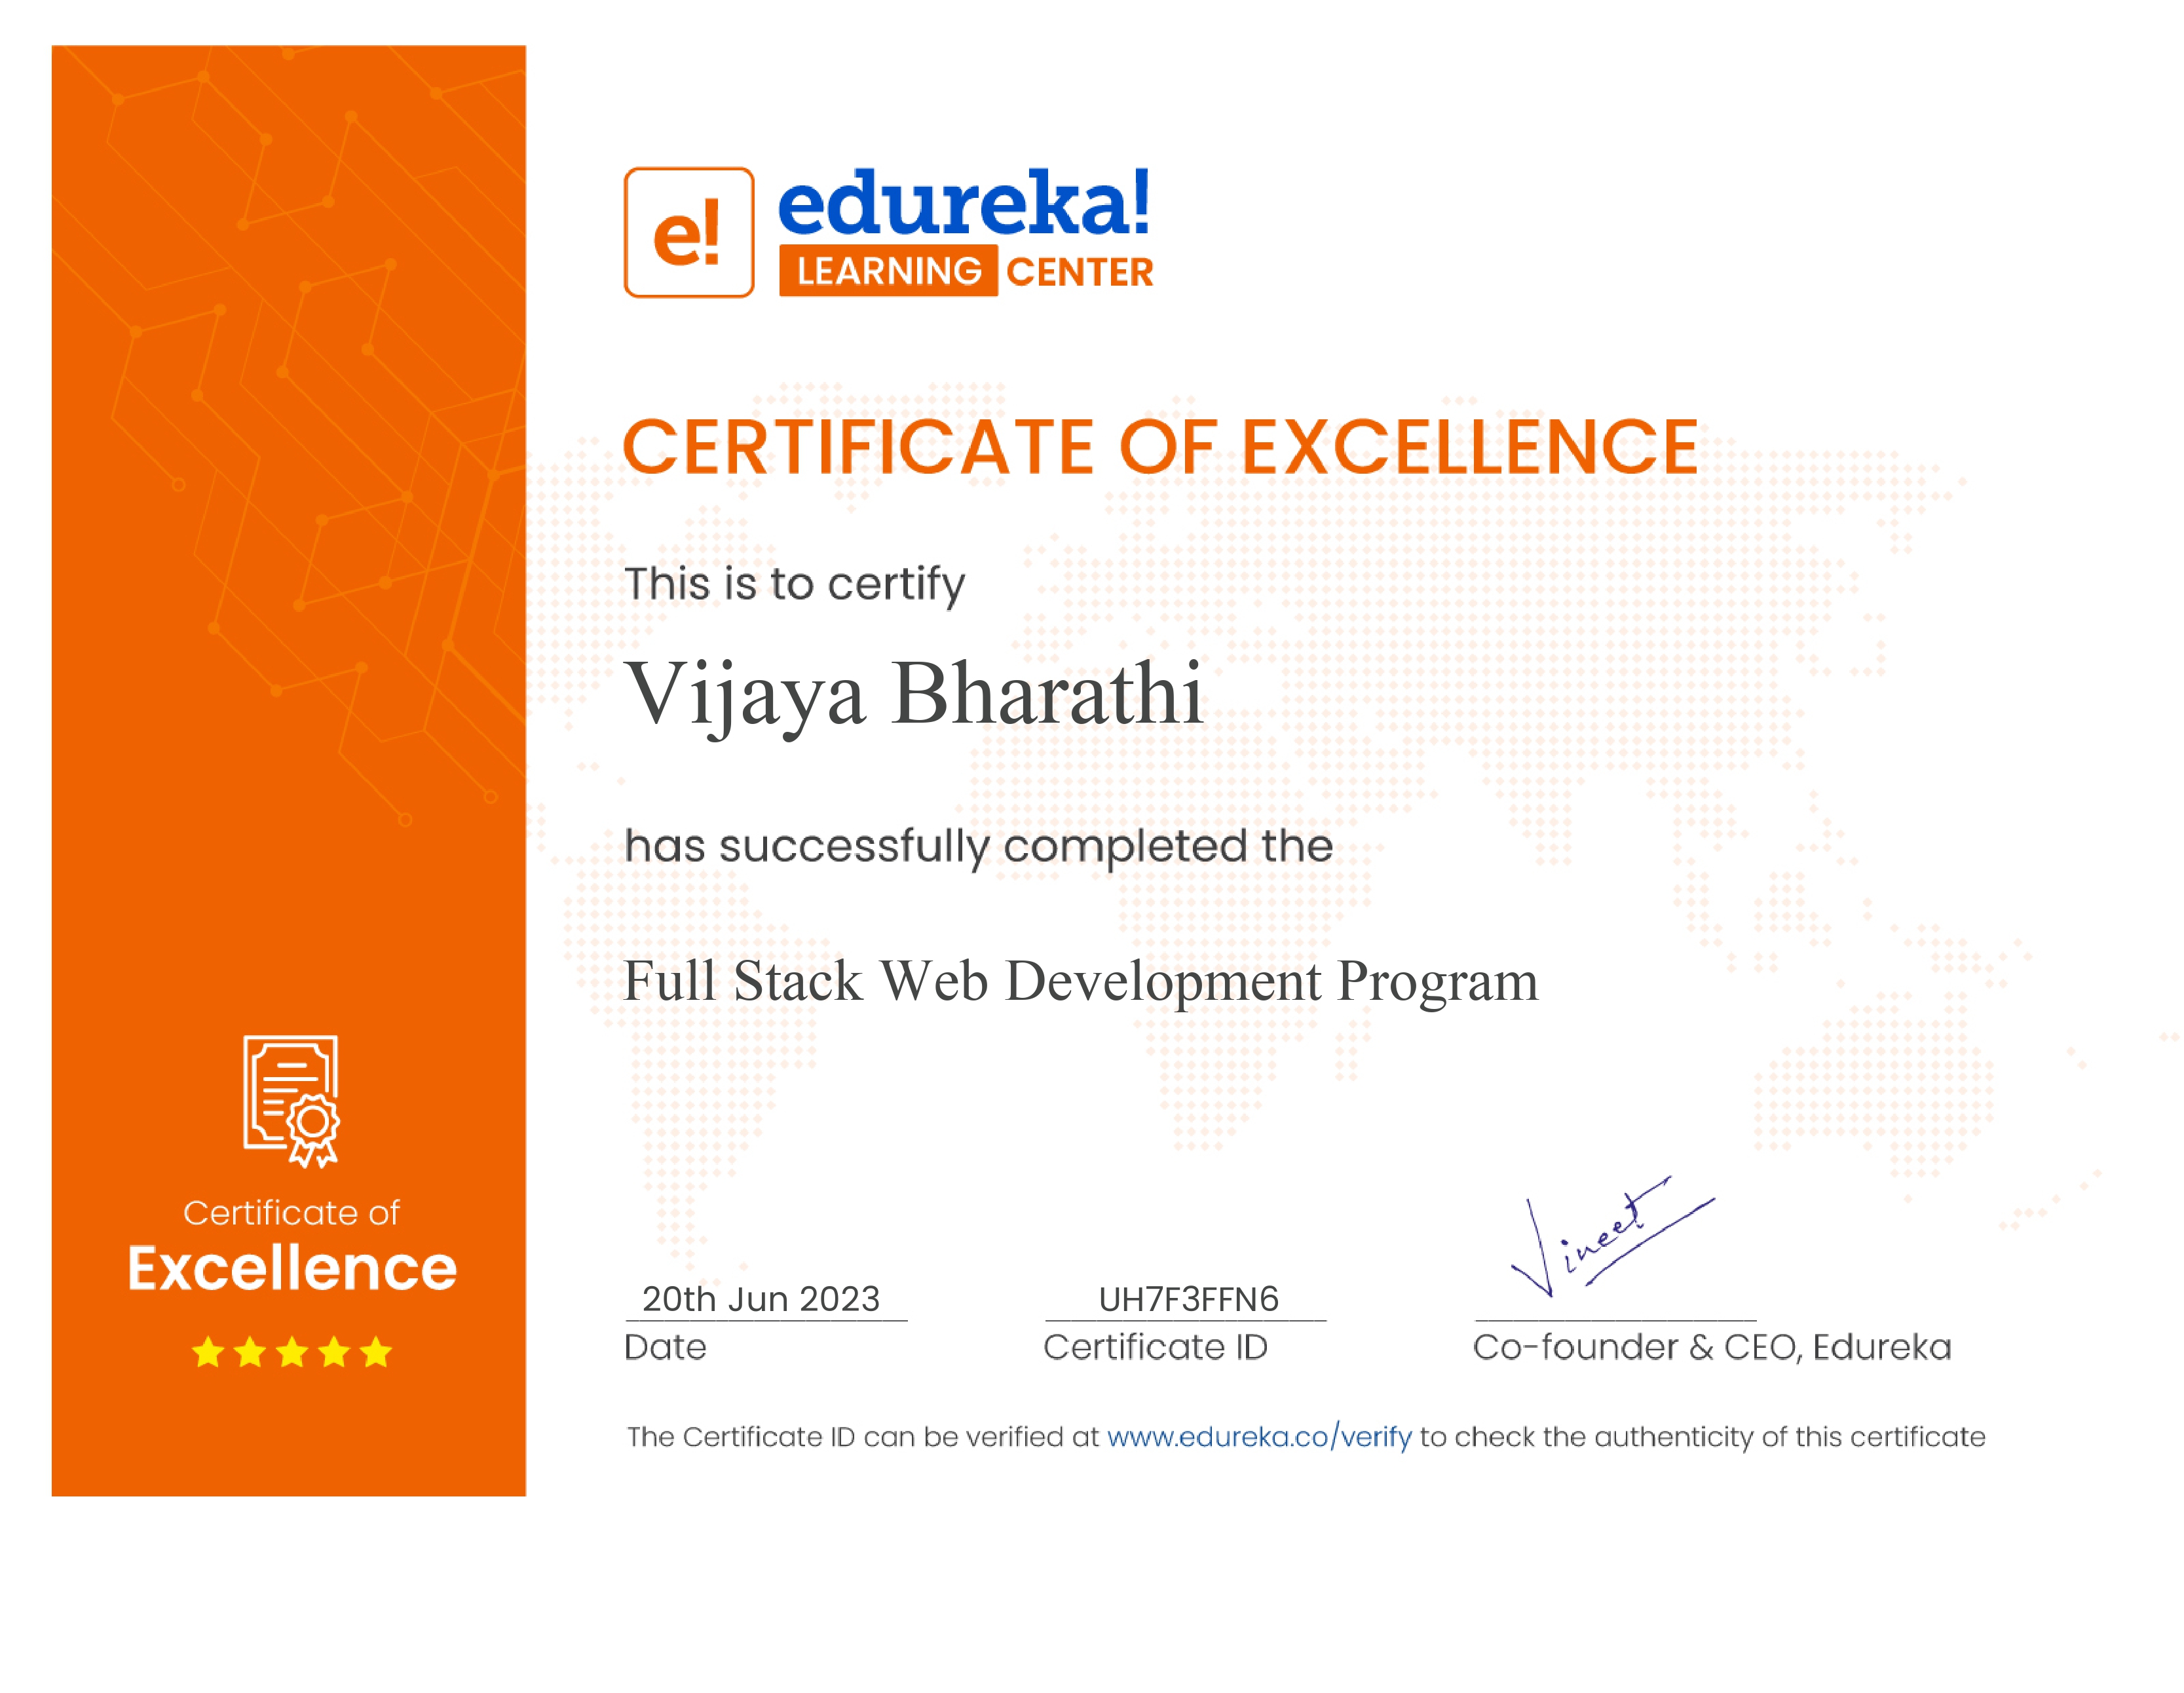 e!
edureka!
LEARNING CENTER
CERTIFICATE OF EXCELLENCE
This is to certify
Vijaya Bharathi
has successfully completed the
Full Stack Web Development Program
Certificate of
Excellence
Vineet
20th Jun 2023
Date
UH7F3FFN6
Certificate ID
Co-founder & CEO, Edureka
The Certificate ID can be verified at www.edureka.co/verify to check the authenticity of this certificate